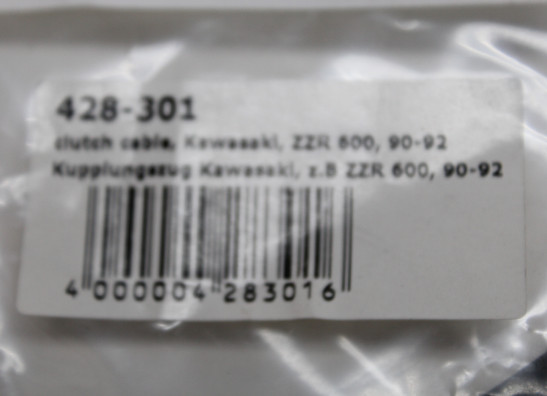 428-301
clutch cable, Kawasaki, ZZR 600, 90-92
Kupplungszug Kawasaki, z.B ZZR 600, 90-92
4 000004 283016